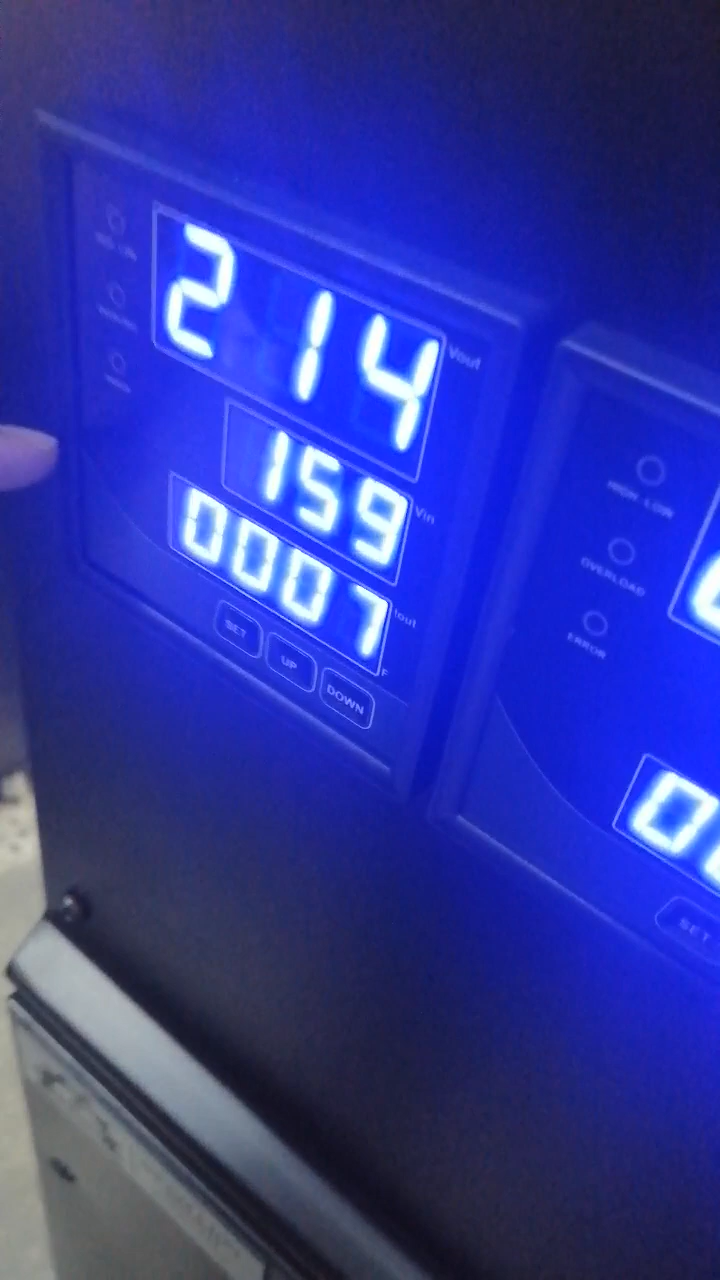 214 Vout
159 Vin
0007 Iout
F
SET UP DOWN
HIGH LOW
OVERLOAD
ERROR
SET